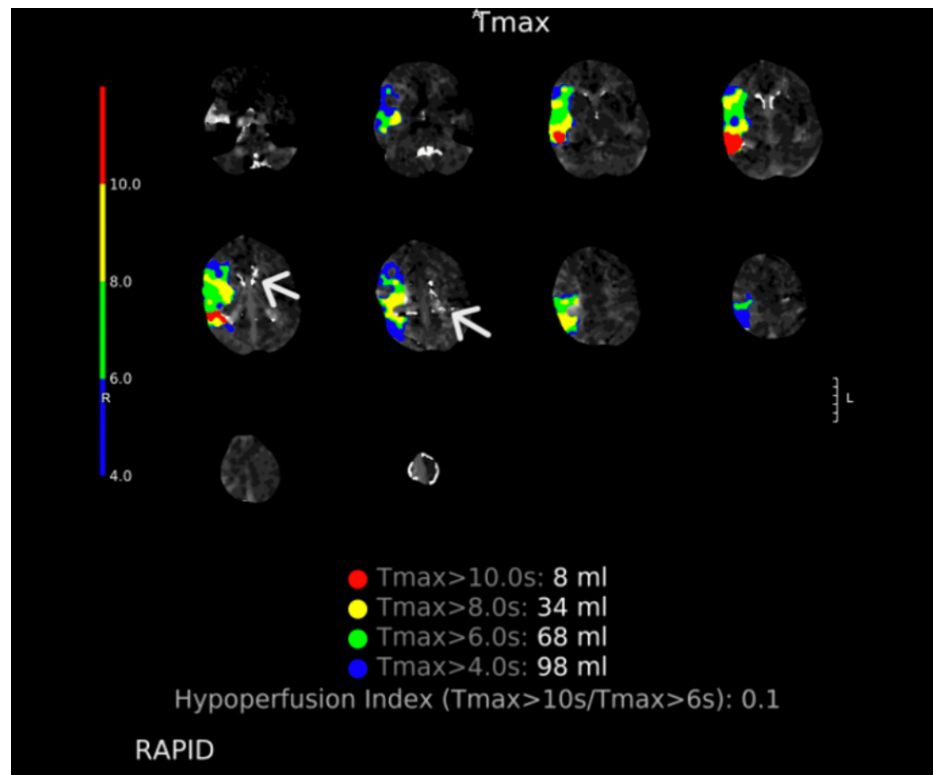 A
Tmax
10.0
8.0
6.0
R
L
4.0
Tmax>10.0s: 8 ml
Tmax>8.0s: 34 ml
Tmax>6.0s: 68 ml
Tmax>4.0s: 98 ml
Hypoperfusion Index (Tmax>10s/Tmax>6s): 0.1
RAPID